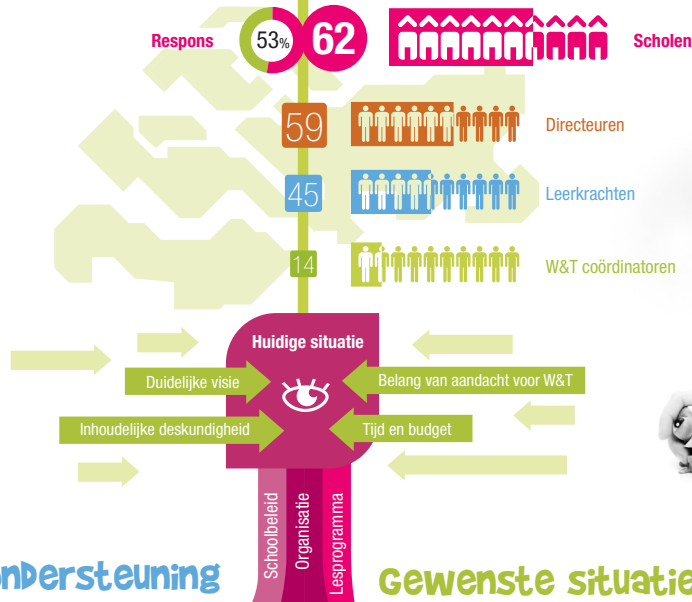 Respons 53% 62 Scholen
59 Directeuren
45 Leerkrachten
14 W&T coördinatoren
Huidige situatie
Duidelijke visie
Belang van aandacht voor W&T
Inhoudelijke deskundigheid
Tijd en budget
Schoolbeleid
Organisatie
Lesprogramma
ondersteuning
Gewenste situatie